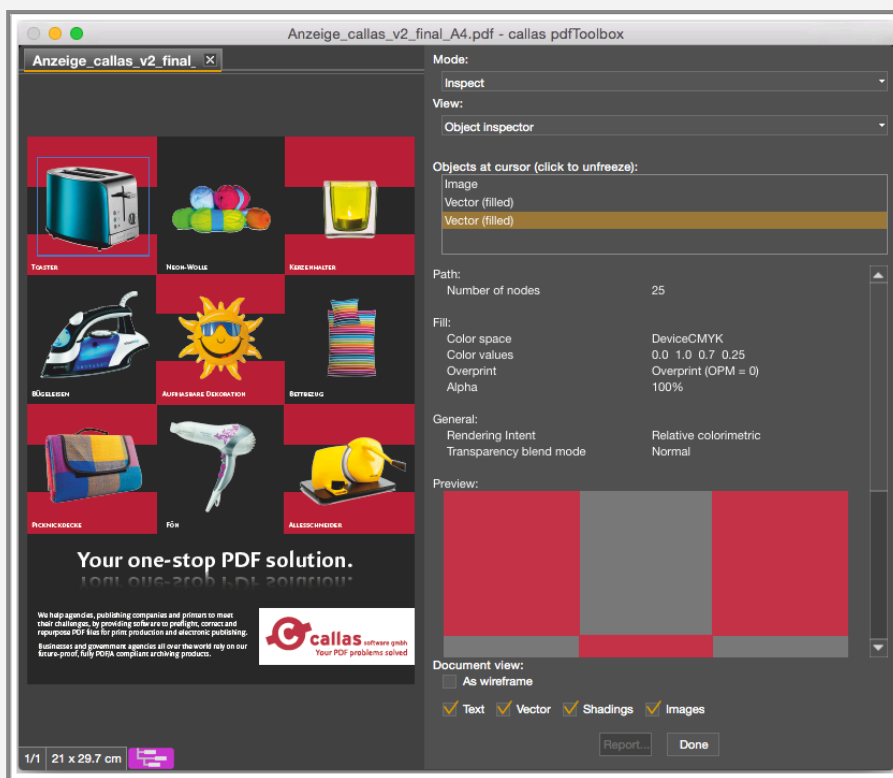 Anzeige_callas_v2_final_A4.pdf - callas pdfToolbox
Anzeige_callas_v2_final_
Mode:
Inspect
View:
Object inspector
Objects at cursor (click to unfreeze):
Image
Vector (filled)
Vector (filled)
Path:
Number of nodes 25
Fill:
Color space DeviceCMYK
Color values 0.0 1.0 0.7 0.25
Overprint Overprint (OPM = 0)
Alpha 100%
General:
Rendering Intent Relative colorimetric
Transparency blend mode Normal
Preview:
Document view:
As wireframe
Text Vector Shadings Images
Report... Done
Toaster Neon-Wolle Kerzenhalter
Bügeleisen Aufblasbare Dekoration Bettbezug
Picknickdecke Fön Allesschneider
Your one-stop PDF solution.
We help agencies, publishing companies and printers to meet
their challenges, by providing software to preflight, correct and
repurpose PDF files for print production and electronic publishing.
Businesses and government agencies all over the world rely on our
future-proof, fully PDF/A compliant archiving products.
callas software gmbh
Your PDF problems solved
1/1 21 x 29.7 cm